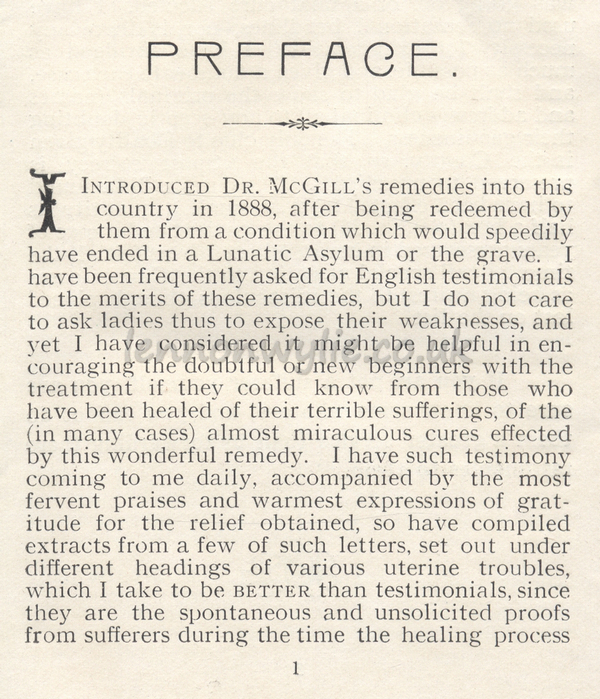 PREFACE.
I INTRODUCED DR. MCGILL'S remedies into this
country in 1888, after being redeemed by
them from a condition which would speedily
have ended in a Lunatic Asylum or the grave. I
have been frequently asked for English testimonials
to the merits of these remedies, but I do not care
to ask ladies thus to expose their weaknesses, and
yet I have considered it might be helpful in en-
lennonwylie.co.uk
couraging the doubtful or new beginners with the
treatment if they could know from those who
have been healed of their terrible sufferings, of the
(in many cases) almost miraculous cures effected
by this wonderful remedy. I have such testimony
coming to me daily, accompanied by the most
fervent praises and warmest expressions of grat-
itude for the relief obtained, so have compiled
extracts from a few of such letters, set out under
different headings of various uterine troubles,
which I take to be BETTER than testimonials, since
they are the spontaneous and unsolicited proofs
from sufferers during the time the healing process
1